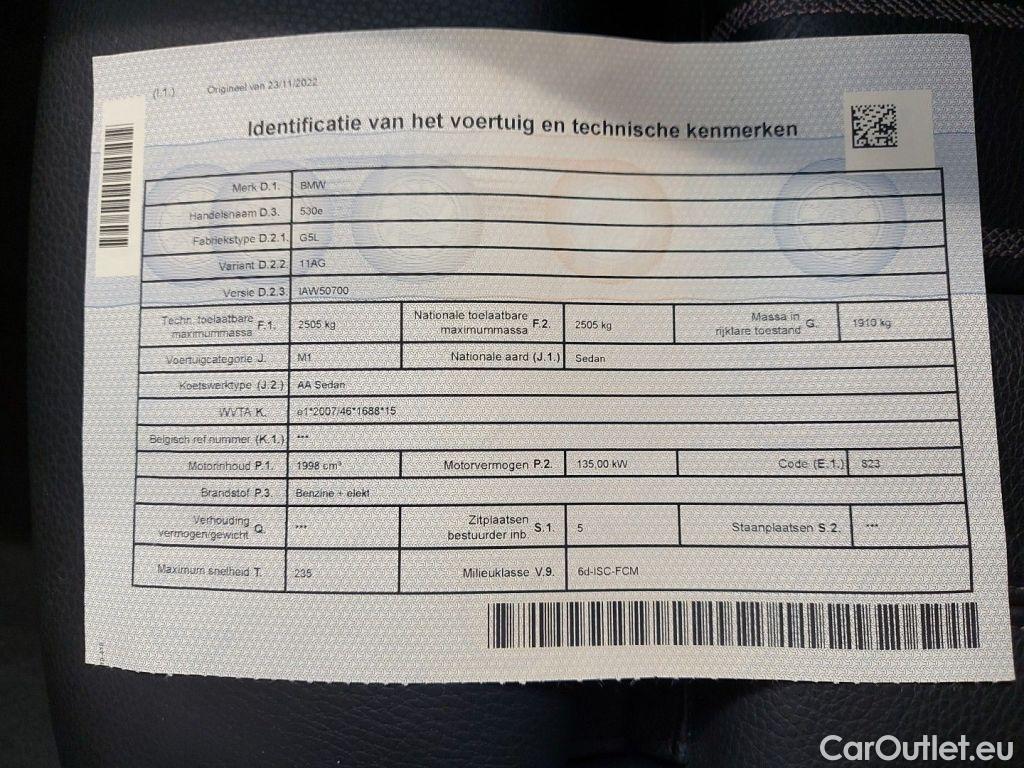 (I.1.) Origineel van 23/11/2022
Identificatie van het voertuig en technische kenmerken
Merk D.1. BMW
Handelsnaam D.3. 530e
Fabriekstype D.2.1. G5L
Variant D.2.2. 11AG
Versie D.2.3. IAW50700
Techn. toelaatbare maximummassa F.1. 2505 kg Nationale toelaatbare maximummassa F.2. 2505 kg Massa in rijklare toestand G. 1910 kg
Voertuigcategorie J. M1 Nationale aard (J.1.) Sedan
Koetswerktype (J.2.) AA Sedan
WVTA K. e1*2007/46*1688*15
Belgisch ref nummer (K.1.) ***
Motorinhoud P.1. 1998 cm³ Motorvermogen P.2. 135,00 kW Code (E.1.) S23
Brandstof P.3. Benzine + elekt
Verhouding vermogen/gewicht Q. *** Zitplaatsen bestuurder inb. S.1. 5 Staanplaatsen S.2. ***
Maximum snelheid T. 235 Milieuklasse V.9. 6d-ISC-FCM
CarOutlet.eu